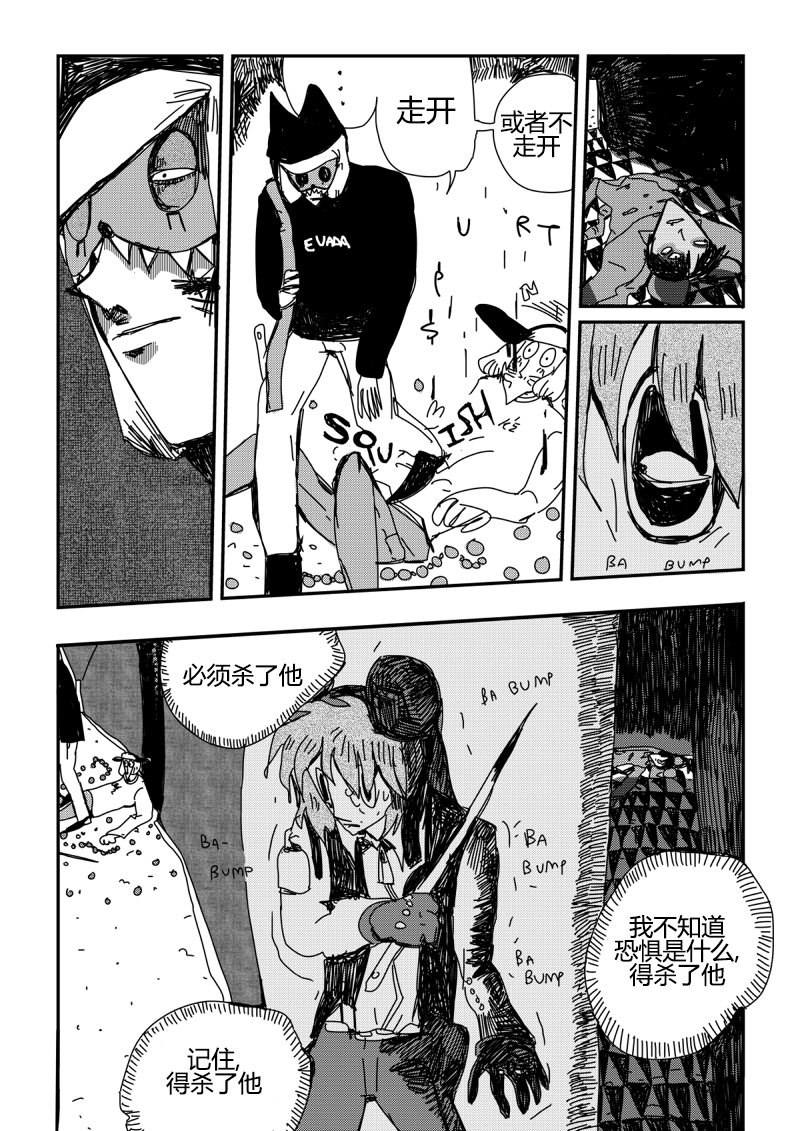 ……
走开
或者不
走开
EVADA
U RT
SQU
ISH
BA BUMP
必须杀了他
BA BUMP
BA-
BUMP
BA
BUMP
BA
BUMP
我不知道
恐惧是什么,
得杀了他
记住,
得杀了他